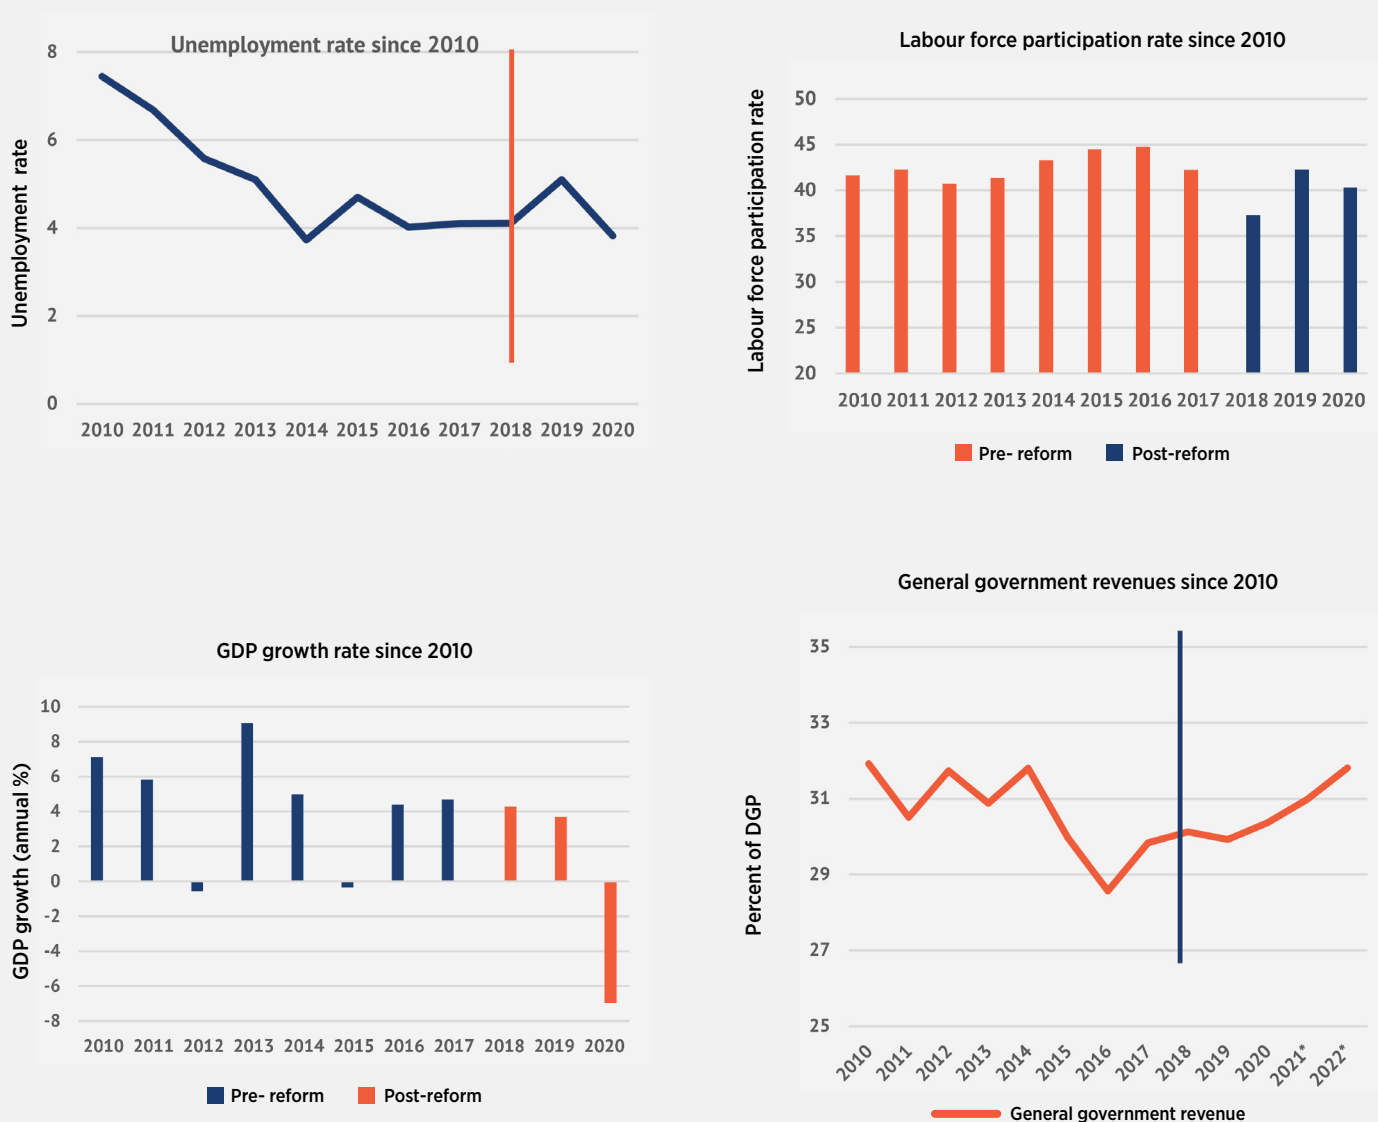 Unemployment rate since 2010
Unemployment rate
8
6
4
2
0
2010 2011 2012 2013 2014 2015 2016 2017 2018 2019 2020
Labour force participation rate since 2010
Labour force participation rate
50
45
40
35
30
25
20
2010 2011 2012 2013 2014 2015 2016 2017 2018 2019 2020
Pre- reform Post-reform
GDP growth rate since 2010
GDP growth (annual %)
10
8
6
4
2
0
-2
-4
-6
-8
2010 2011 2012 2013 2014 2015 2016 2017 2018 2019 2020
Pre- reform Post-reform
General government revenues since 2010
Percent of DGP
35
33
31
29
27
25
2010 2011 2012 2013 2014 2015 2016 2017 2018 2019 2020 2021* 2022*
General government revenue